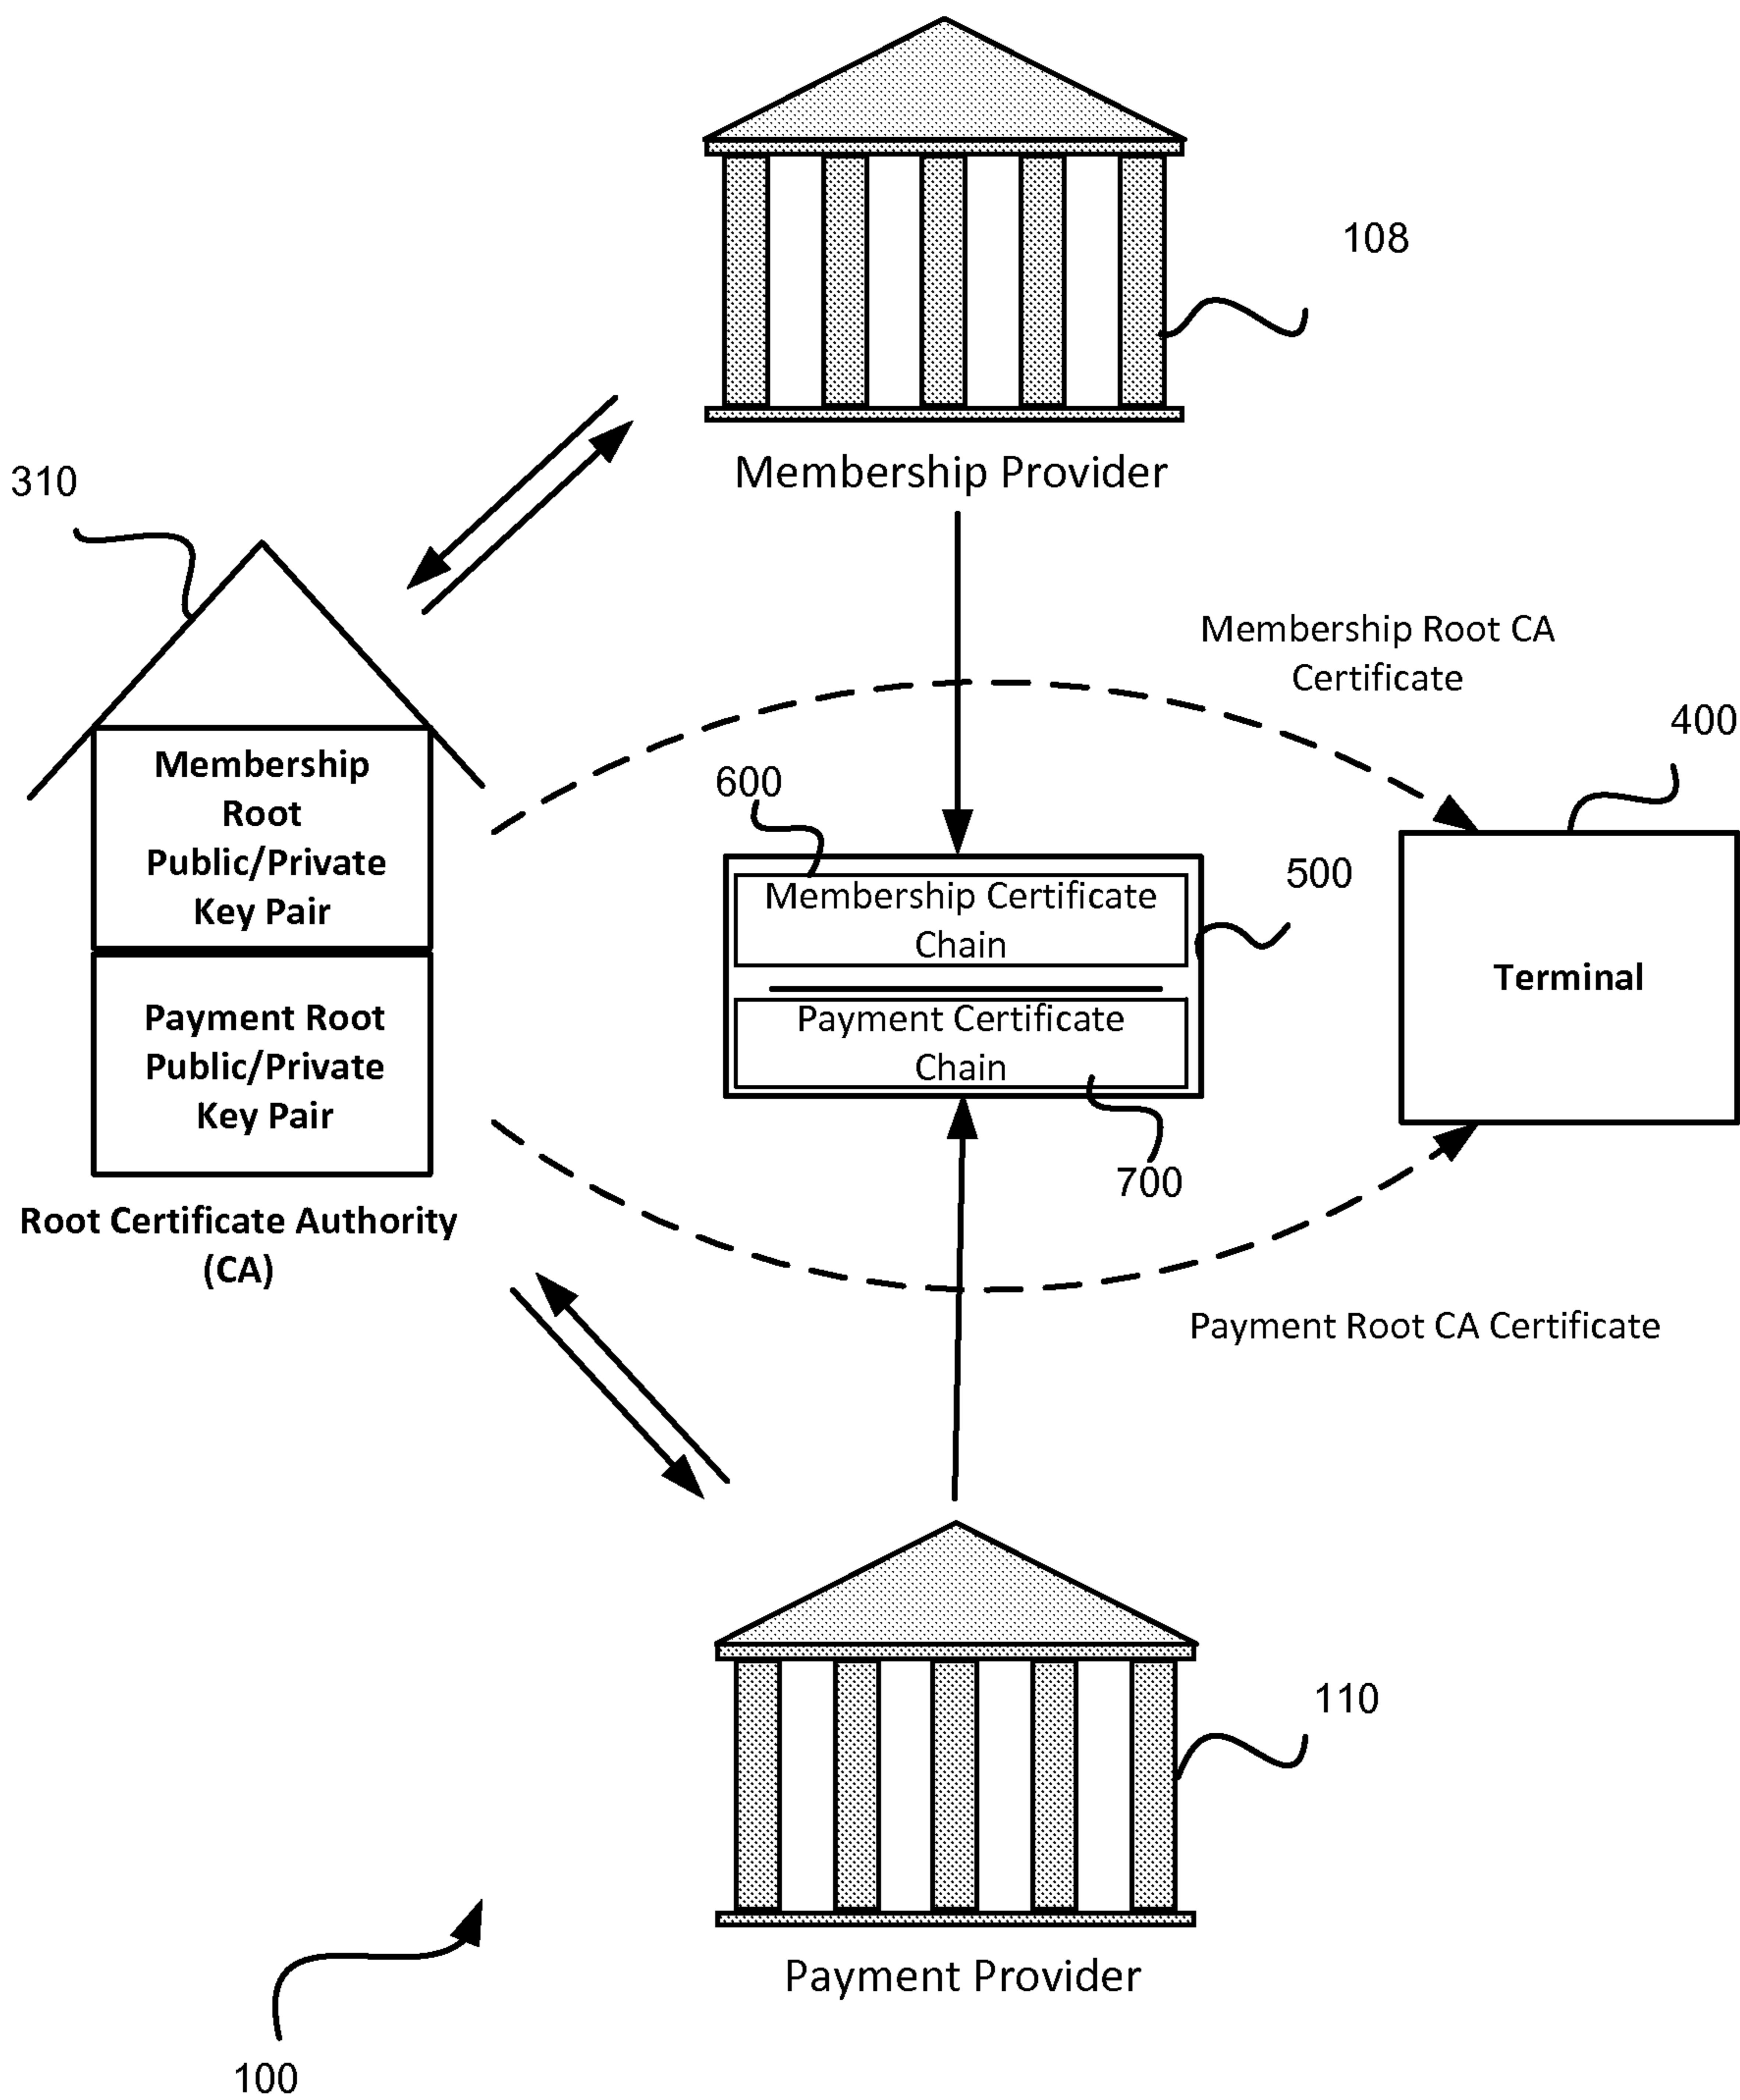 108
Membership Provider
310
Membership Root CA
Certificate
400
Membership
Root
Public/Private
Key Pair
600
500
Membership Certificate
Chain
Terminal
Payment Root
Public/Private
Key Pair
Payment Certificate
Chain
700
Root Certificate Authority
(CA)
Payment Root CA Certificate
110
Payment Provider
100